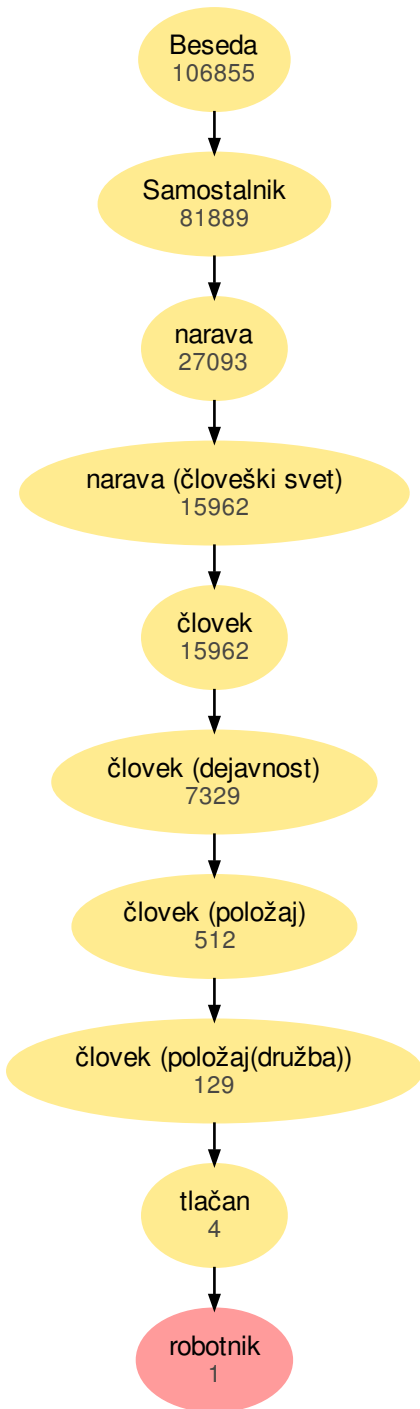 Beseda
106855
Samostalnik
81889
narava
27093
narava (človeški svet)
15962
človek
15962
človek (dejavnost)
7329
človek (položaj)
512
človek (položaj(družba))
129
tlačan
4
robotnik
1